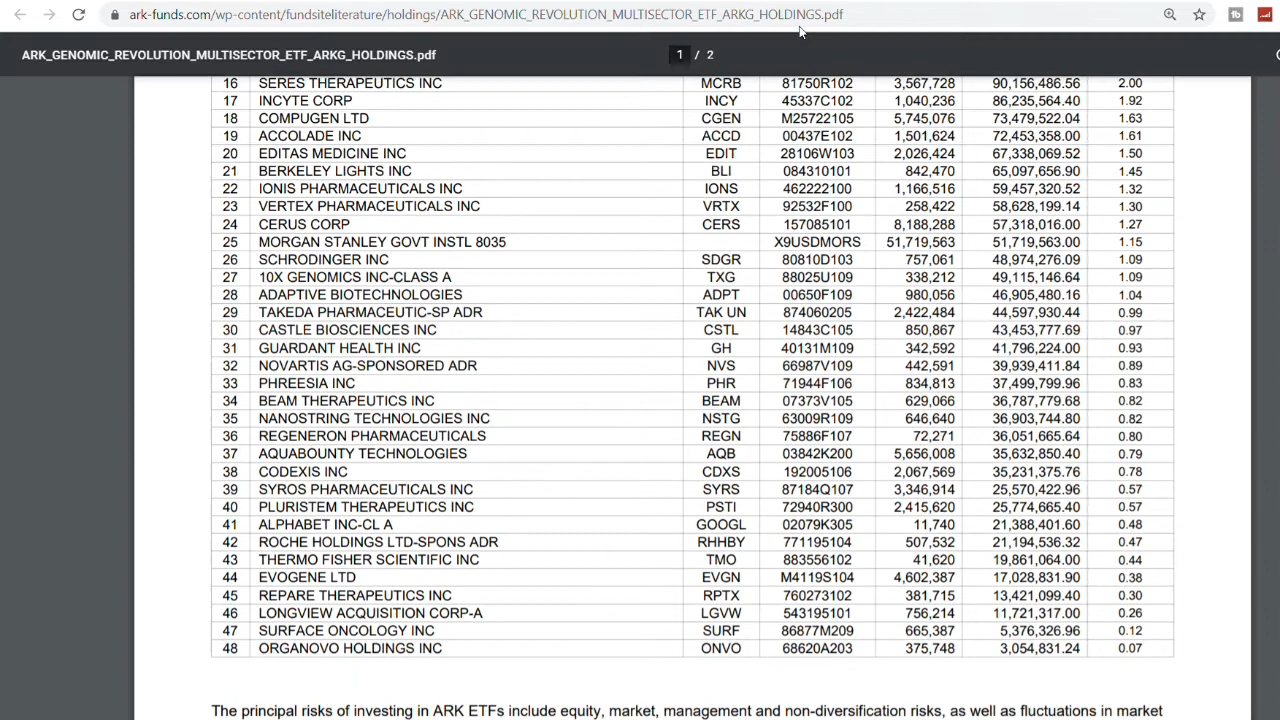 ark-funds.com/wp-content/fundsiteliterature/holdings/ARK_GENOMIC_REVOLUTION_MULTISECTOR_ETF_ARKG_HOLDINGS.pdf
ARK_GENOMIC_REVOLUTION_MULTISECTOR_ETF_ARKG_HOLDINGS.pdf 1 / 2
16 SERES THERAPEUTICS INC MCRB 81750R102 3,567,728 90,156,486.56 2.00
17 INCYTE CORP INCY 45337C102 1,040,236 86,235,564.40 1.92
18 COMPUGEN LTD CGEN M25722105 5,745,076 73,479,522.04 1.63
19 ACCOLADE INC ACCD 00437E102 1,501,624 72,453,358.00 1.61
20 EDITAS MEDICINE INC EDIT 28106W103 2,026,424 67,338,069.52 1.50
21 BERKELEY LIGHTS INC BLI 084310101 842,470 65,097,656.90 1.45
22 IONIS PHARMACEUTICALS INC IONS 462222100 1,166,516 59,457,320.52 1.32
23 VERTEX PHARMACEUTICALS INC VRTX 92532F100 258,422 58,628,199.14 1.30
24 CERUS CORP CERS 157085101 8,188,288 57,318,016.00 1.27
25 MORGAN STANLEY GOVT INSTL 8035 X9USDMORS 51,719,563 51,719,563.00 1.15
26 SCHRODINGER INC SDGR 80810D103 757,061 48,974,276.09 1.09
27 10X GENOMICS INC-CLASS A TXG 88025U109 338,212 49,115,146.64 1.09
28 ADAPTIVE BIOTECHNOLOGIES ADPT 00650F109 980,056 46,905,480.16 1.04
29 TAKEDA PHARMACEUTIC-SP ADR TAK UN 874060205 2,422,484 44,597,930.44 0.99
30 CASTLE BIOSCIENCES INC CSTL 14843C105 850,867 43,453,777.69 0.97
31 GUARDANT HEALTH INC GH 40131M109 342,592 41,796,224.00 0.93
32 NOVARTIS AG-SPONSORED ADR NVS 66987V109 442,591 39,939,411.84 0.89
33 PHREESIA INC PHR 71944F106 834,813 37,499,799.96 0.83
34 BEAM THERAPEUTICS INC BEAM 07373V105 629,066 36,787,779.68 0.82
35 NANOSTRING TECHNOLOGIES INC NSTG 63009R109 646,640 36,903,744.80 0.82
36 REGENERON PHARMACEUTICALS REGN 75886F107 72,271 36,051,665.64 0.80
37 AQUABOUNTY TECHNOLOGIES AQB 03842K200 5,656,008 35,632,850.40 0.79
38 CODEXIS INC CDXS 192005106 2,067,569 35,231,375.76 0.78
39 SYROS PHARMACEUTICALS INC SYRS 87184Q107 3,346,914 25,570,422.96 0.57
40 PLURISTEM THERAPEUTICS INC PSTI 72940R300 2,415,620 25,774,665.40 0.57
41 ALPHABET INC-CL A GOOGL 02079K305 11,740 21,388,401.60 0.48
42 ROCHE HOLDINGS LTD-SPONS ADR RHHBY 771195104 507,532 21,194,536.32 0.47
43 THERMO FISHER SCIENTIFIC INC TMO 883556102 41,620 19,861,064.00 0.44
44 EVOGENE LTD EVGN M4119S104 4,602,387 17,028,831.90 0.38
45 REPARE THERAPEUTICS INC RPTX 760273102 381,715 13,421,099.40 0.30
46 LONGVIEW ACQUISITION CORP-A LGVW 543195101 756,214 11,721,317.00 0.26
47 SURFACE ONCOLOGY INC SURF 86877M209 665,387 5,376,326.96 0.12
48 ORGANOVO HOLDINGS INC ONVO 68620A203 375,748 3,054,831.24 0.07
The principal risks of investing in ARK ETFs include equity, market, management and non-diversification risks, as well as fluctuations in market